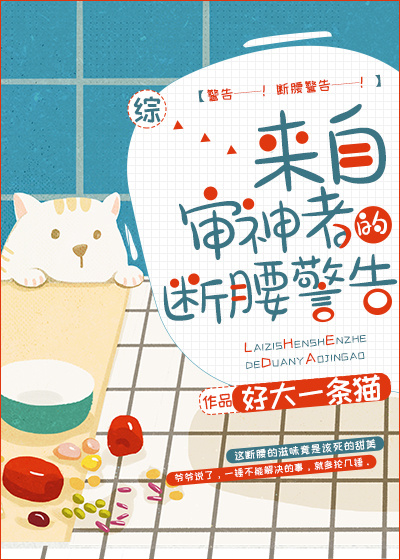 【警告——！断腰警告——！】
综
来自
审神者的
断腰警告
LAIZISHENSHENZHE
DEDUANYAOJINGAO
作品 好大一条猫
这断腰的滋味竟是该死的甜美
爷爷说了，一锤不能解决的事，就多抡几锤。